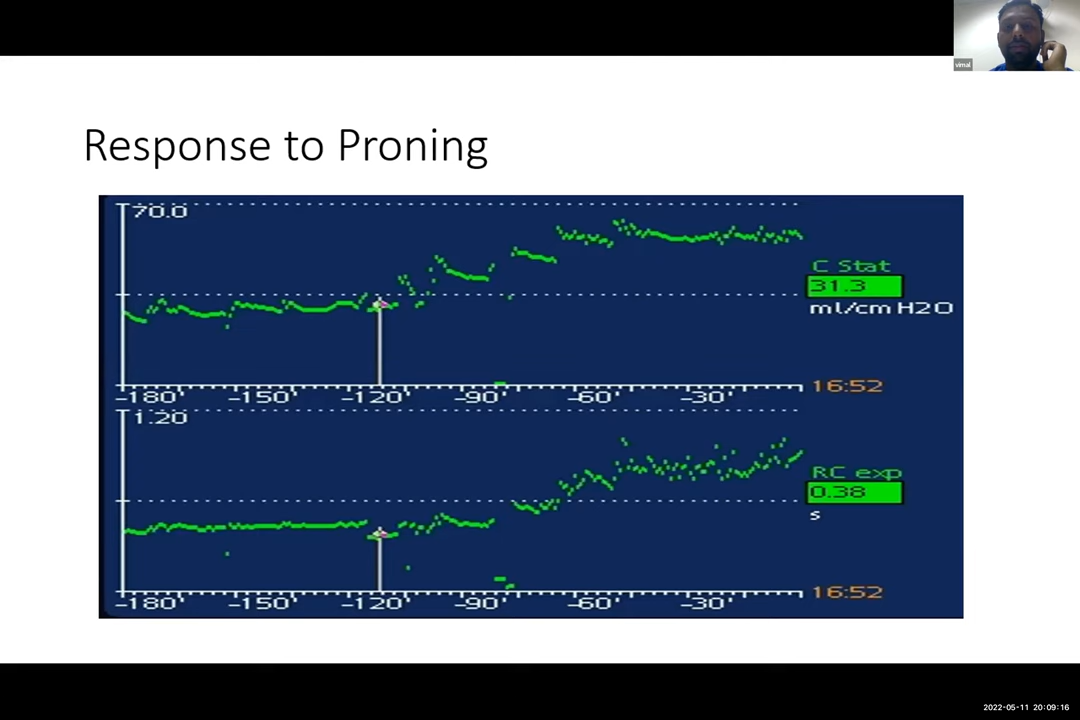 vimal
Response to Proning
70.0
C Stat
31.3
ml/cmH2O
-180' -150' -120' -90' -60' -30' 16:52
1.20
RC exp
0.38
s
-180' -150' -120' -90' -60' -30' 16:52
2022-05-11 20:09:16